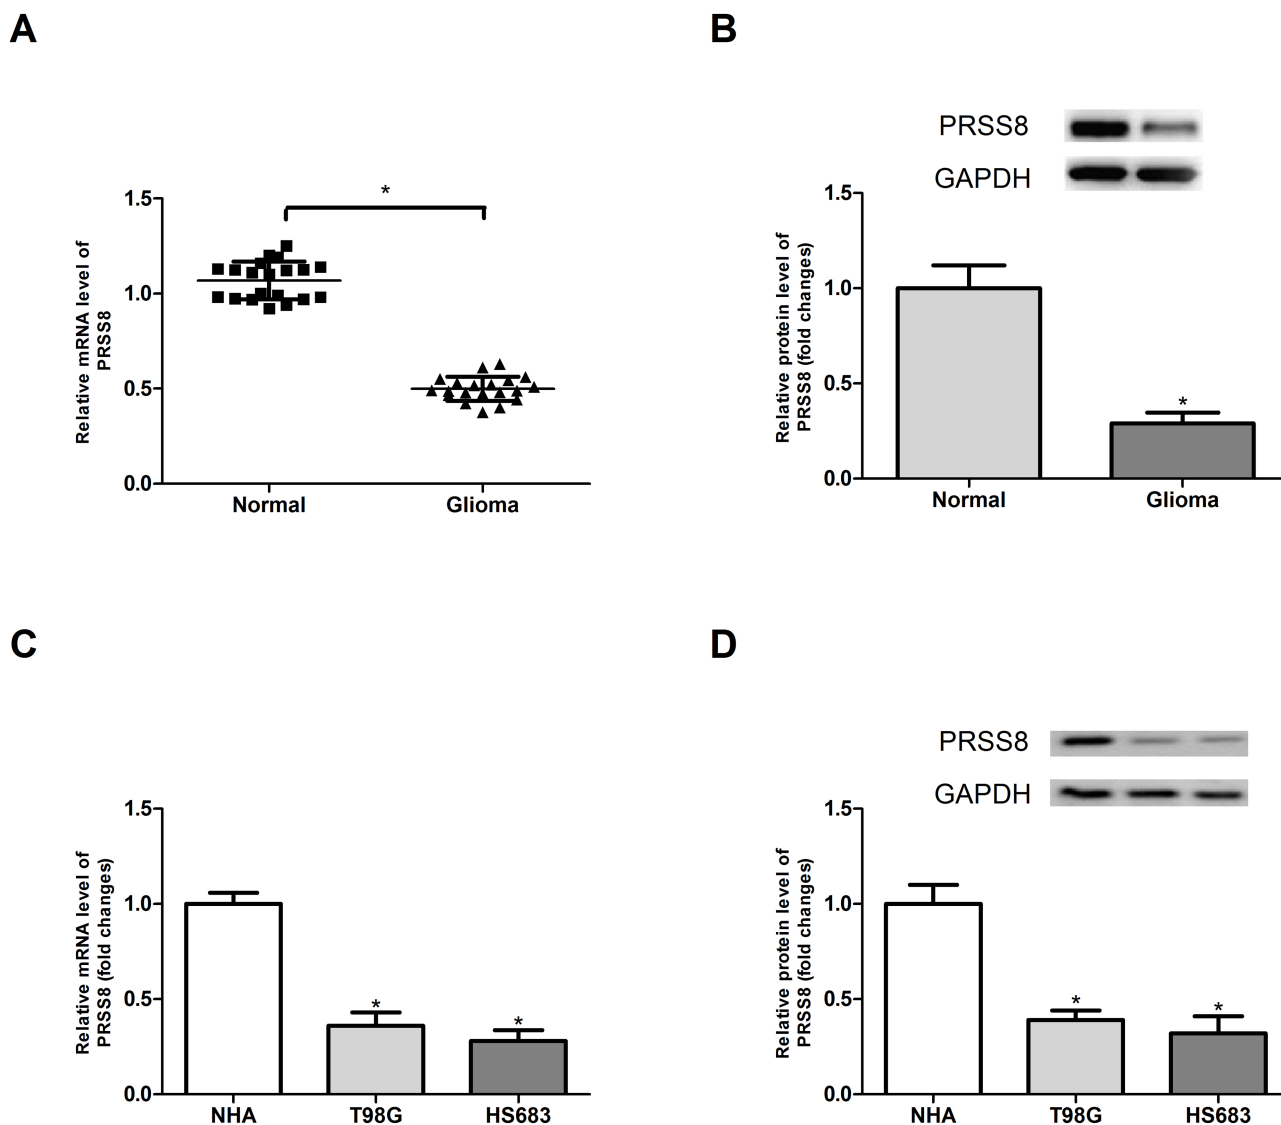 A
Relative mRNA level of
PRSS8
1.5
1.0
0.5
0.0
*
Normal
Glioma
B
PRSS8
GAPDH
Relative protein level of
PRSS8 (fold changes)
1.5
1.0
0.5
0.0
*
Normal
Glioma
C
Relative mRNA level of
PRSS8 (fold changes)
1.5
1.0
0.5
0.0
*
*
NHA
T98G
HS683
D
PRSS8
GAPDH
Relative protein level of
PRSS8 (fold changes)
1.5
1.0
0.5
0.0
*
*
NHA
T98G
HS683